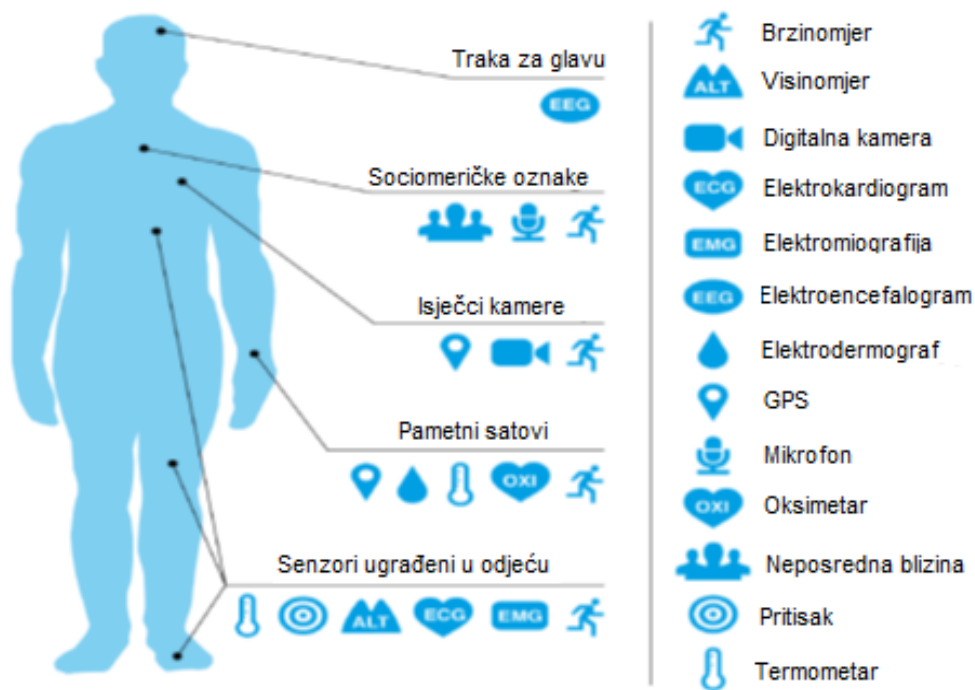 Traka za glavu
EEG
Sociomeričke oznake
Isječci kamere
Pametni satovi
OXI
Senzori ugrađeni u odjeću
ALT
ECG
EMG
Brzinomjer
ALT Visinomjer
Digitalna kamera
ECG Elektrokardiogram
EMG Elektromiografija
EEG Elektroencefalogram
Elektrodermograf
GPS
Mikrofon
OXI Oksimetar
Neposredna blizina
Pritisak
Termometar